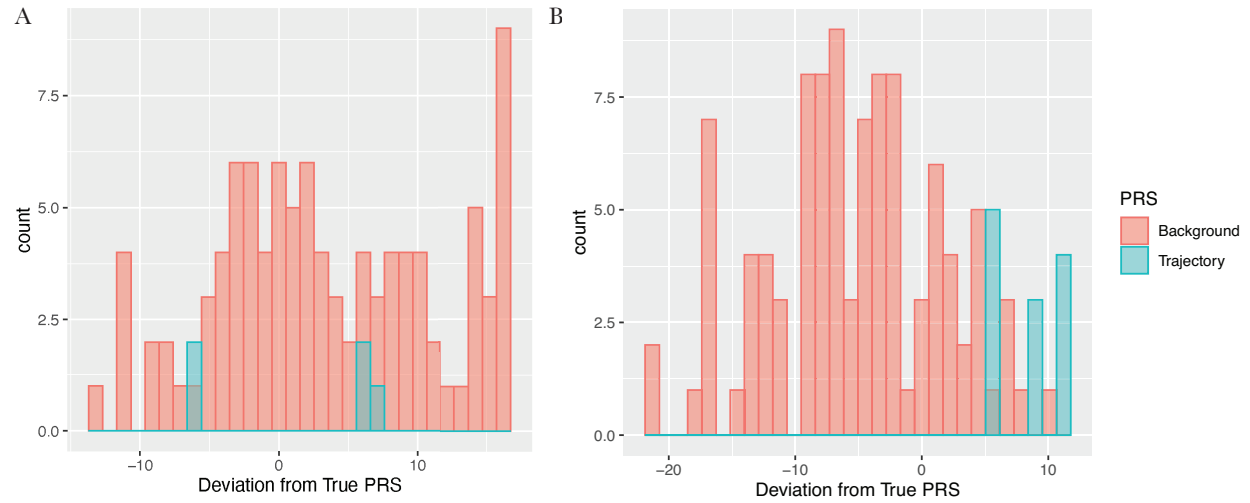 A
B
7.5
5.0
2.5
0.0
count
−10
0
10
Deviation from True PRS
7.5
5.0
2.5
0.0
count
−20
−10
0
10
Deviation from True PRS
PRS
Background
Trajectory